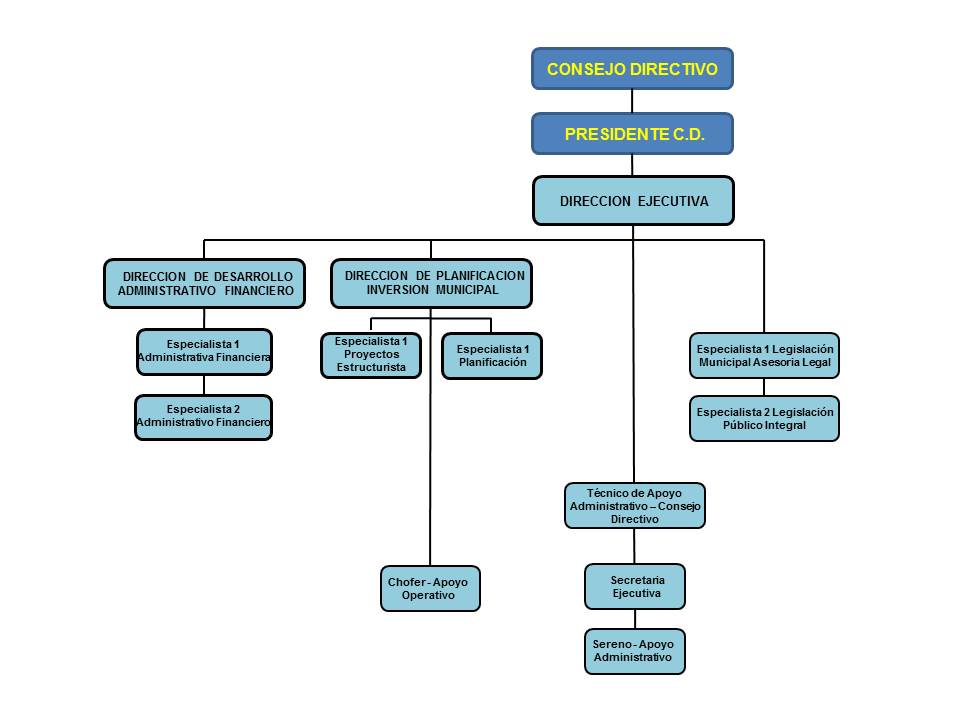 CONSEJO DIRECTIVO
PRESIDENTE C.D.
DIRECCION EJECUTIVA
DIRECCION DE DESARROLLO
ADMINISTRATIVO FINANCIERO
DIRECCION DE PLANIFICACION
INVERSION MUNICIPAL
Especialista 1
Administrativa Financiera
Especialista 2
Administrativo Financiero
Especialista 1
Proyectos
Estructurista
Especialista 1
Planificación
Especialista 1 Legislación
Municipal Asesoria Legal
Especialista 2 Legislación
Público Integral
Técnico de Apoyo
Administrativo – Consejo
Directivo
Chofer - Apoyo
Operativo
Secretaria
Ejecutiva
Sereno - Apoyo
Administrativo